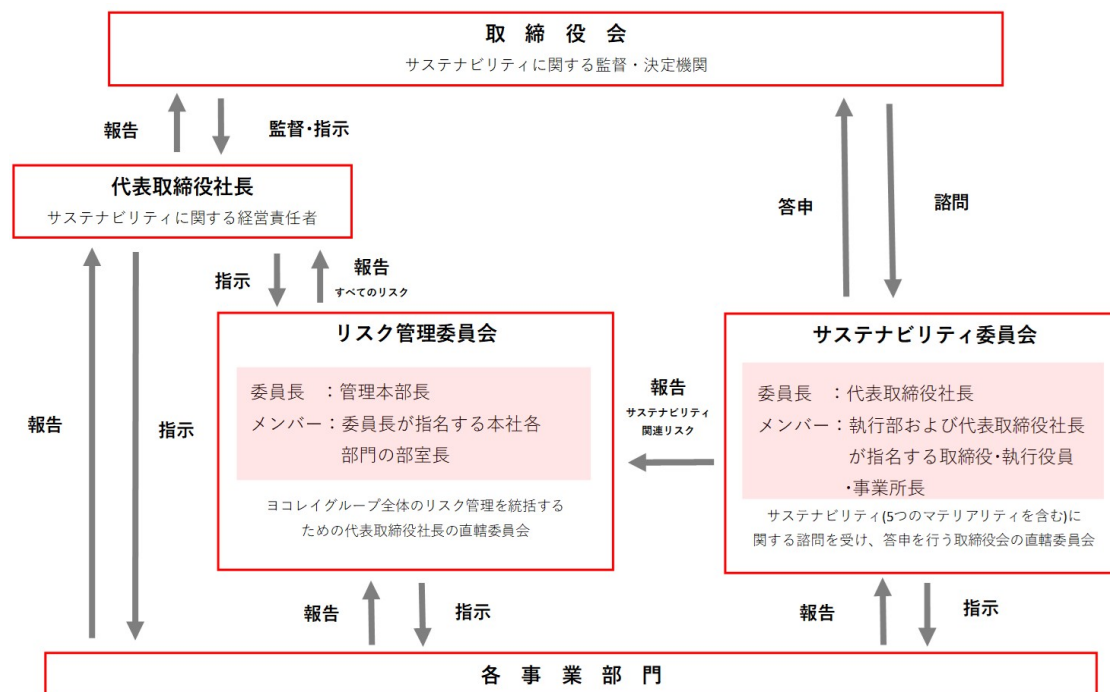 取締役会
サステナビリティに関する監督・決定機関
報告
監督・指示
代表取締役社長
サステナビリティに関する経営責任者
答申
諮問
指示
報告
すべてのリスク
リスク管理委員会
委員長　：管理本部長
メンバー：委員長が指名する本社各
部門の部室長
ヨコレイグループ全体のリスク管理を統括する
ための代表取締役社長の直轄委員会
報告
サステナビリティ
関連リスク
サステナビリティ委員会
委員長　：代表取締役社長
メンバー：執行部および代表取締役社長
が指名する取締役・執行役員
・事業所長
サステナビリティ(5つのマテリアリティを含む)に
関する諮問を受け、答申を行う取締役会の直轄委員会
報告
指示
報告
指示
報告
指示
各事業部門